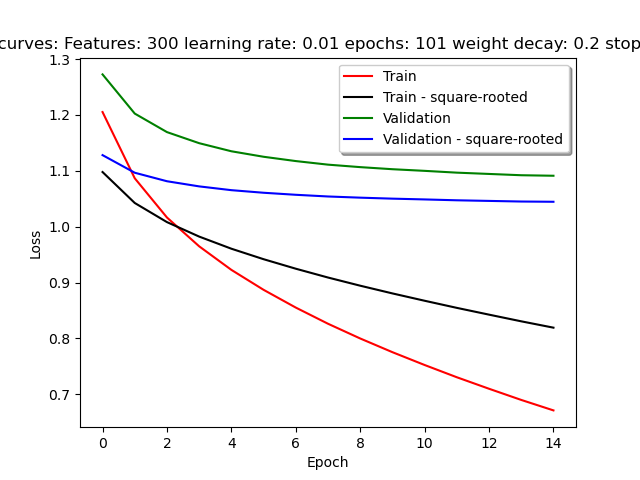 curves: Features: 300 learning rate: 0.01 epochs: 101 weight decay: 0.2 stop
1.3
1.2
1.1
1.0
0.9
0.8
0.7
Loss
Train
Train - square-rooted
Validation
Validation - square-rooted
0 2 4 6 8 10 12 14
Epoch